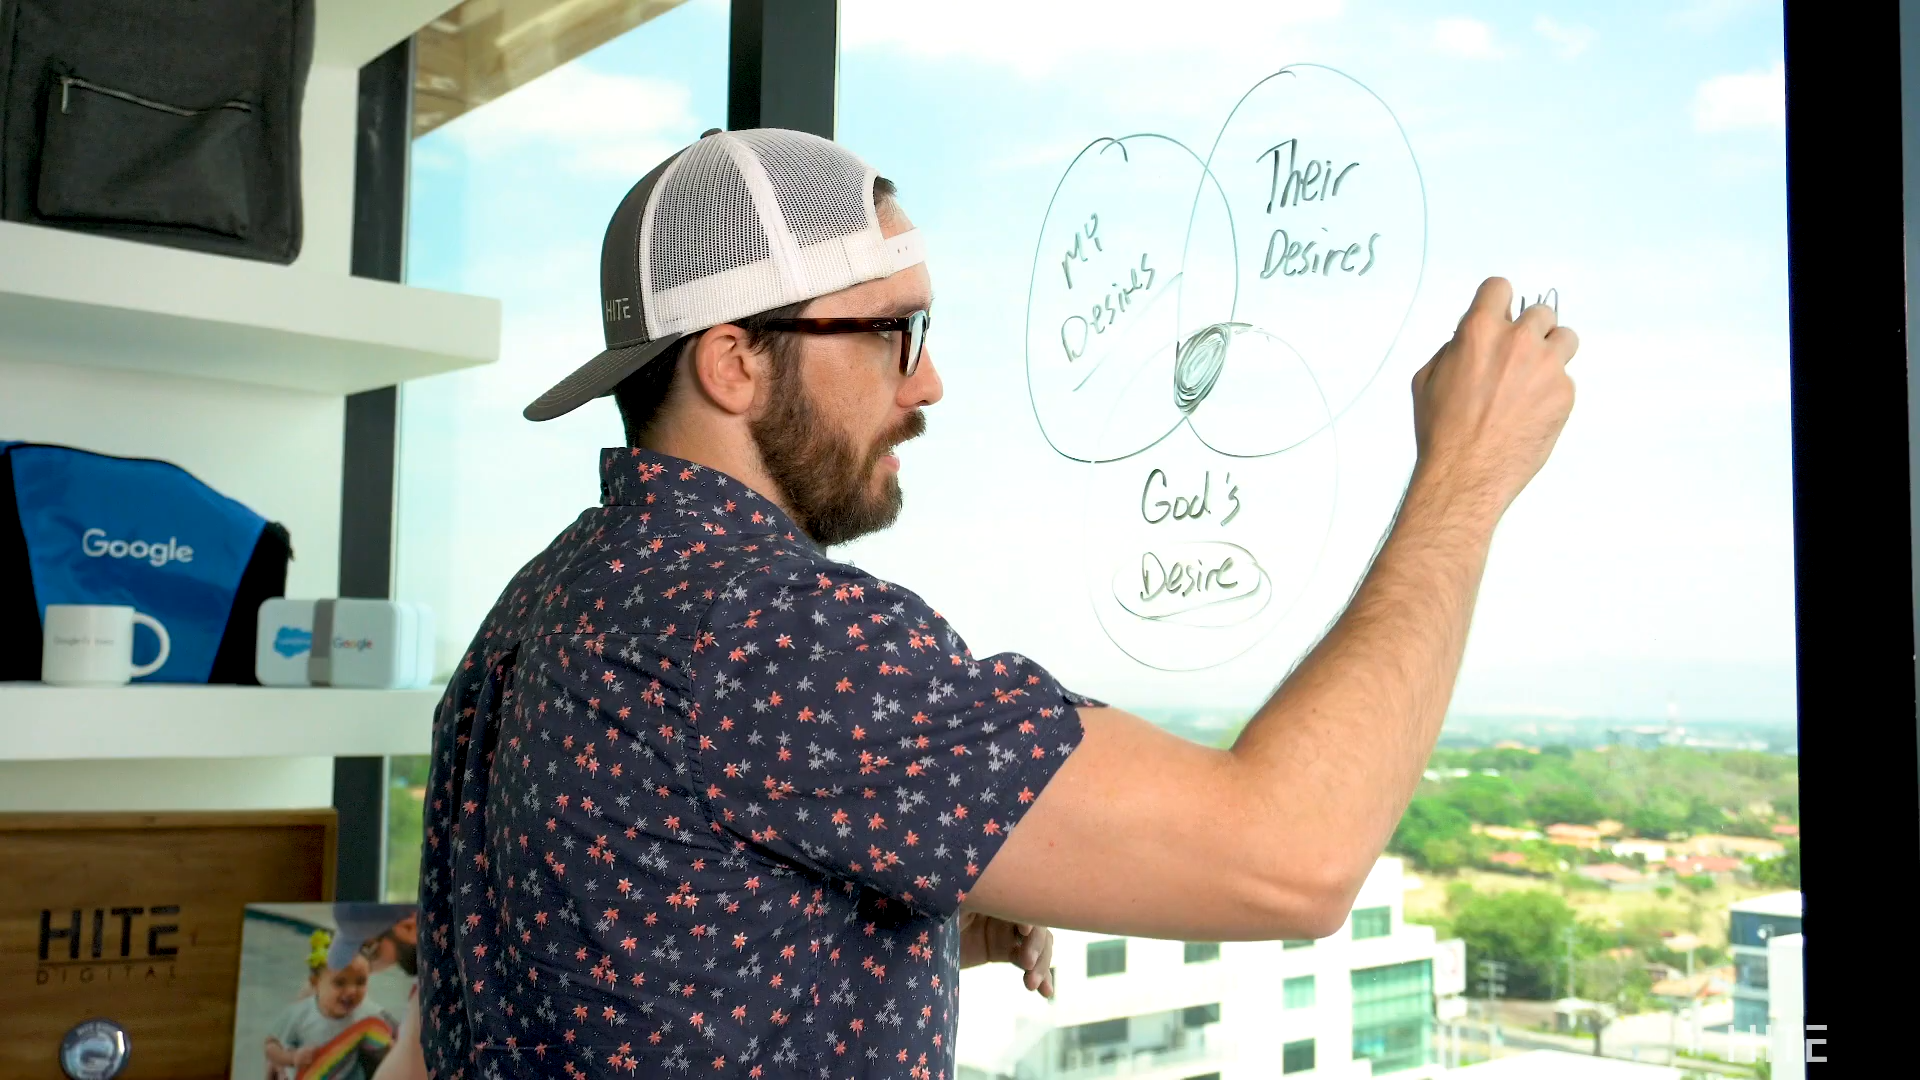 HITE
My
Desires
Their
Desires
God's
Desire
Google
Google
HITE
DIGITAL
HITE